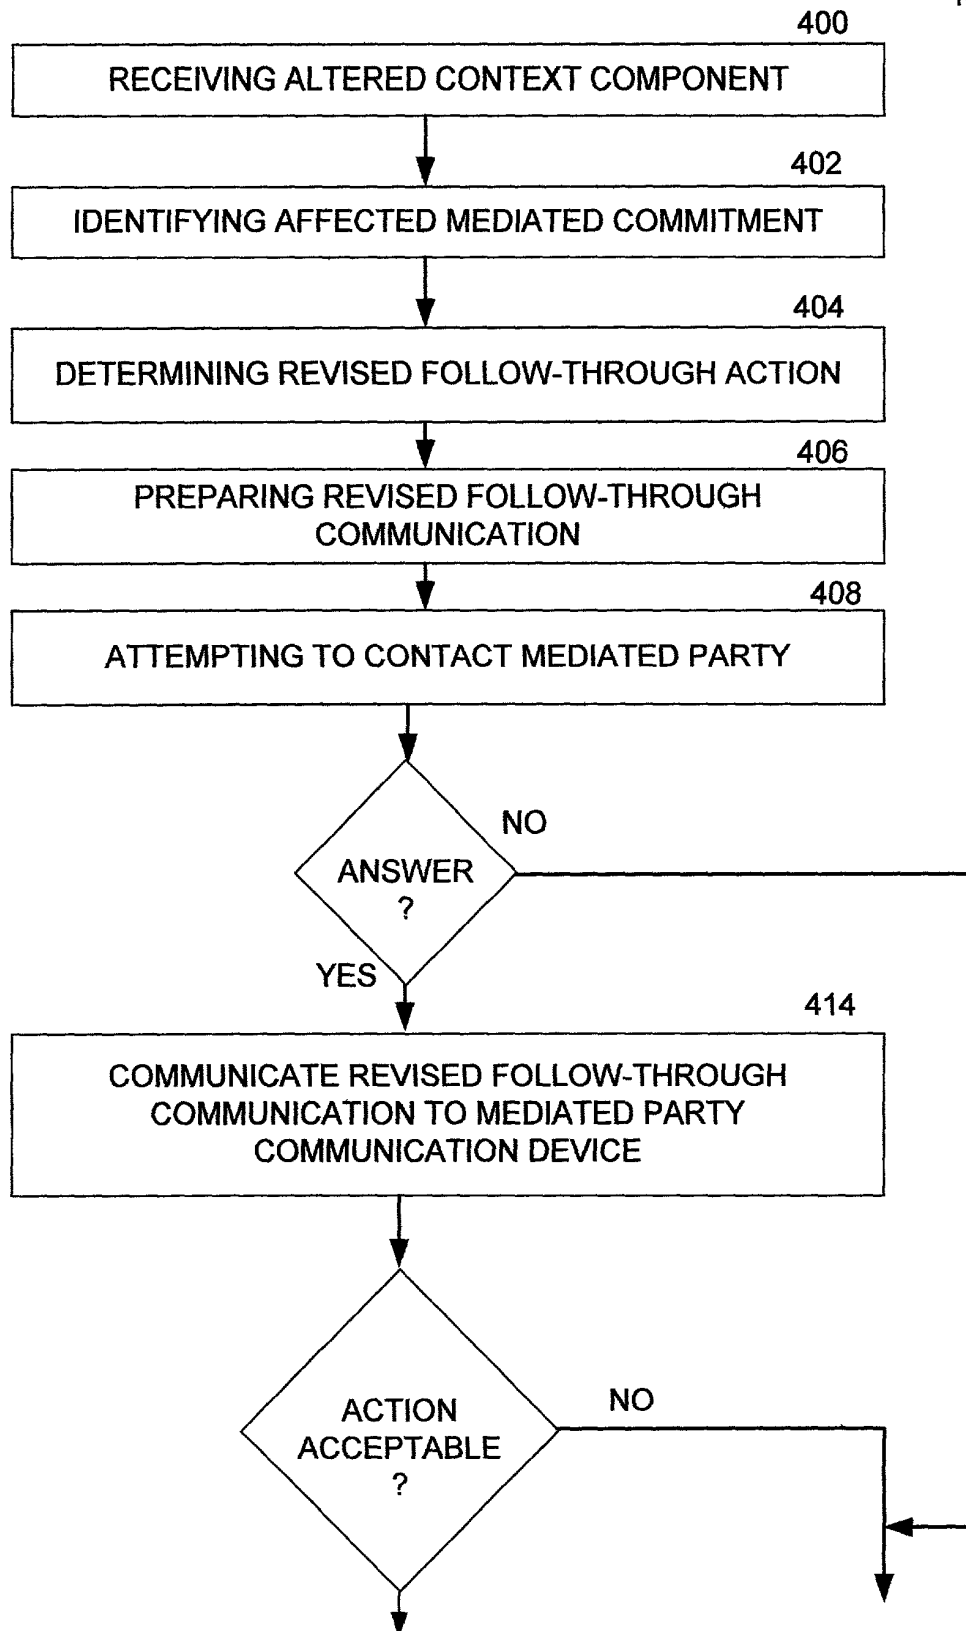 400
RECEIVING ALTERED CONTEXT COMPONENT
402
IDENTIFYING AFFECTED MEDIATED COMMITMENT
404
DETERMINING REVISED FOLLOW-THROUGH ACTION
406
PREPARING REVISED FOLLOW-THROUGH
COMMUNICATION
408
ATTEMPTING TO CONTACT MEDIATED PARTY
NO
ANSWER
?
YES
414
COMMUNICATE REVISED FOLLOW-THROUGH
COMMUNICATION TO MEDIATED PARTY
COMMUNICATION DEVICE
NO
ACTION
ACCEPTABLE
?